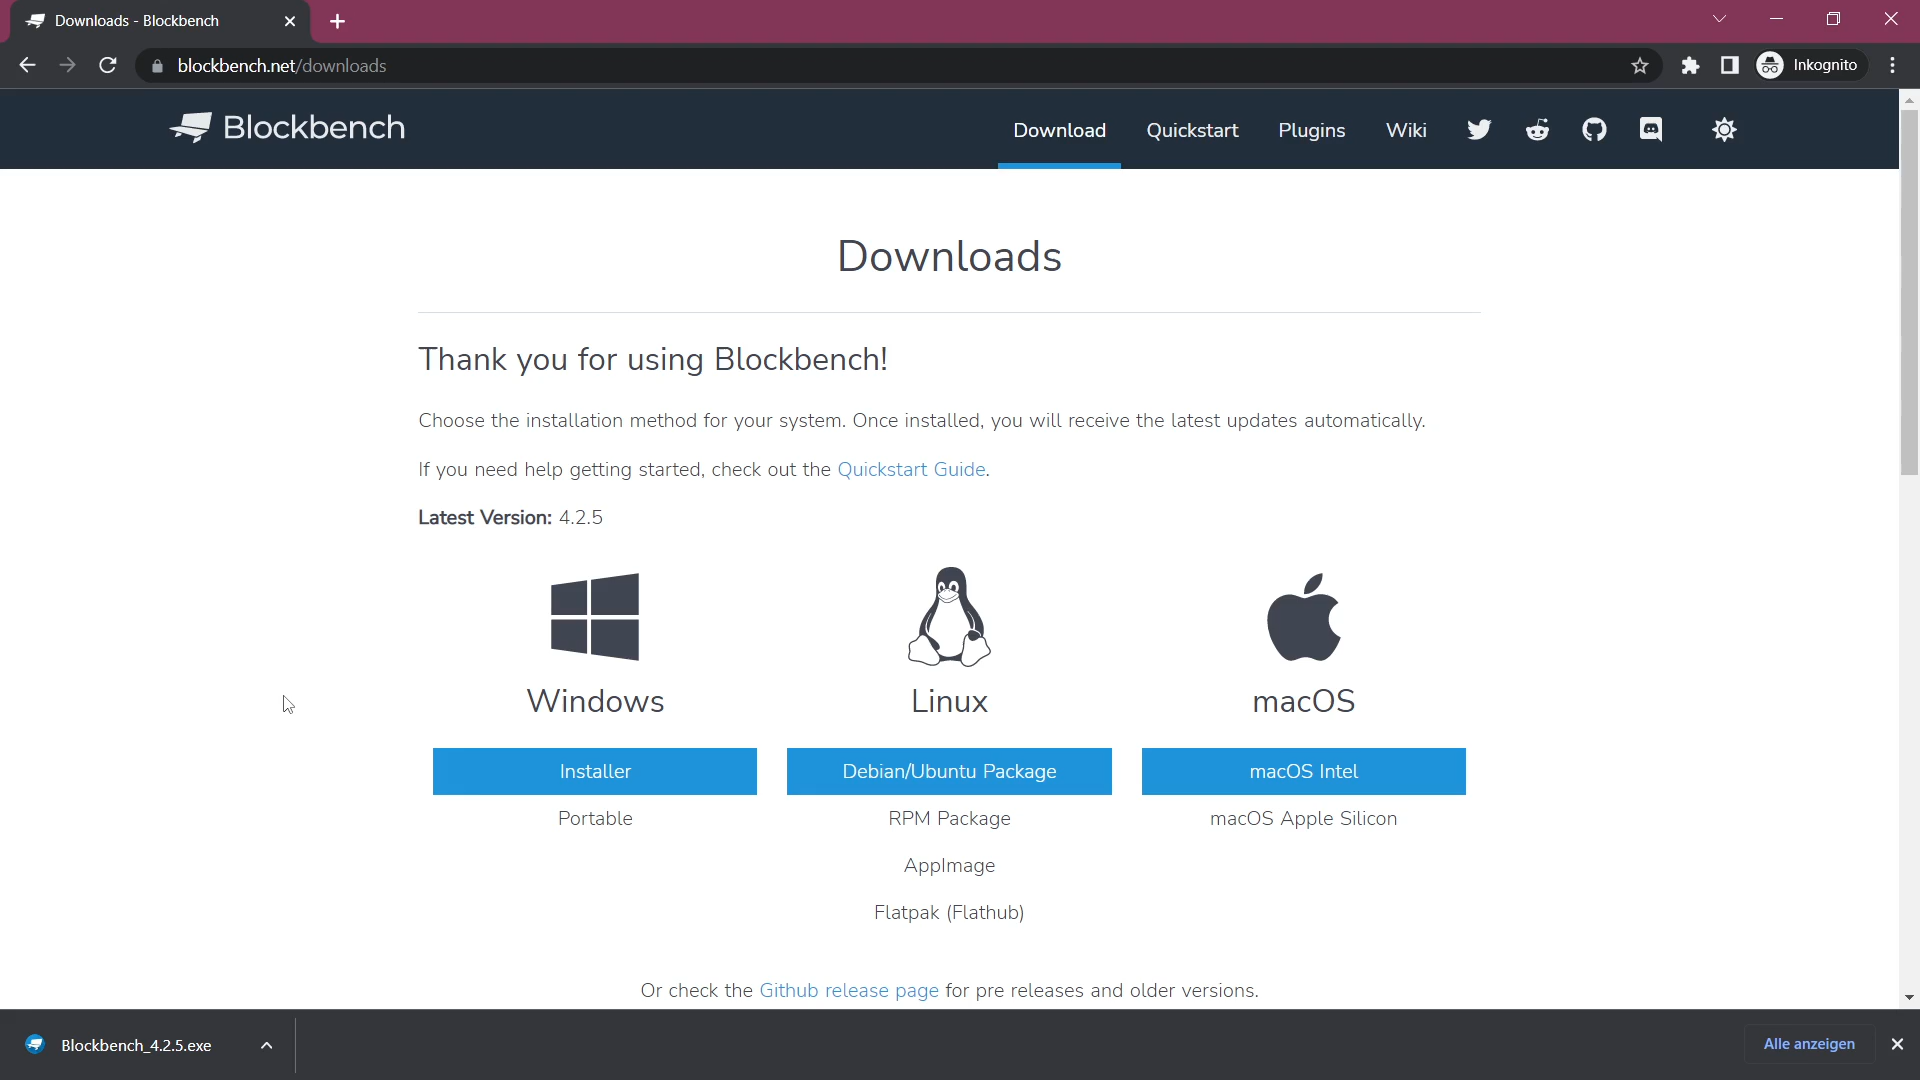 Downloads - Blockbench
blockbench.net/downloads
Inkognito
Blockbench
Download
Quickstart
Plugins
Wiki
Downloads
Thank you for using Blockbench!
Choose the installation method for your system. Once installed, you will receive the latest updates automatically.
If you need help getting started, check out the Quickstart Guide.
Latest Version: 4.2.5
Windows
Installer
Portable
Linux
Debian/Ubuntu Package
RPM Package
AppImage
Flatpak (Flathub)
macOS
macOS Intel
macOS Apple Silicon
Or check the Github release page for pre releases and older versions.
Blockbench_4.2.5.exe
Alle anzeigen